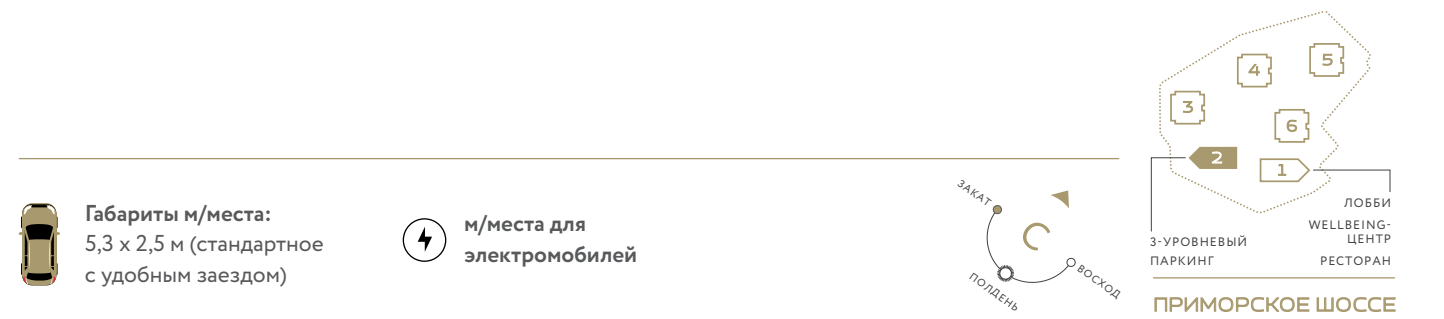 Габариты м/места:
5,3 х 2,5 м (стандартное
с удобным заездом)
м/места для
электромобилей
ЗАКАТ
С
ПОЛДЕНЬ
ВОСХОД
5
4
3
6
2
1
ЛОББИ
WELLBEING-
ЦЕНТР
РЕСТОРАН
3-УРОВНЕВЫЙ
ПАРКИНГ
ПРИМОРСКОЕ ШОССЕ